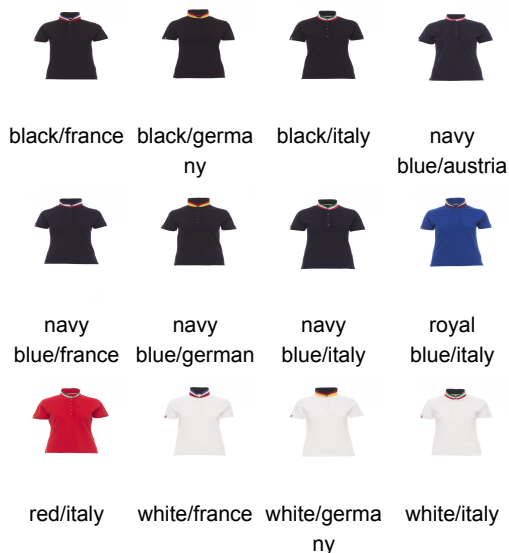 black/france
black/germa
ny
black/italy
navy
blue/austria
navy
blue/france
navy
blue/german
navy
blue/italy
royal
blue/italy
red/italy
white/france
white/germa
ny
white/italy